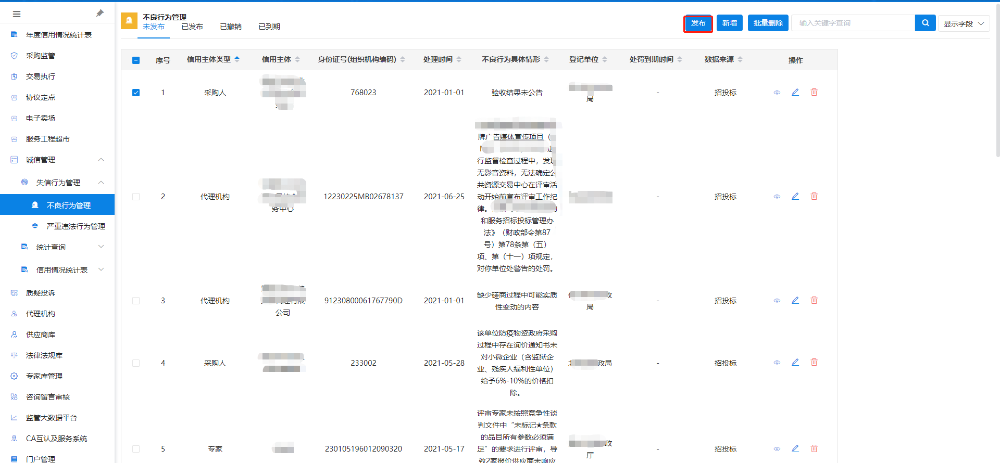 年度信用情况统计表
采购监管
交易执行
协议定点
电子卖场
服务工程超市
诚信管理
失信行为管理
不良行为管理
严重违法行为管理
统计查询
信用情况统计表
质疑投诉
代理机构
供应商库
法律法规库
专家库管理
咨询留言审核
监管大数据平台
CA互认及服务系统
门户管理
不良行为管理
未发布 已发布 已撤销 已到期
发布 新增 批量删除 输入关键字查询 显示字段
序号 信用主体类型 信用主体 身份证号(组织机构编码) 处理时间 不良行为具体情形 登记单位 处罚到期时间 数据来源 操作
1 采购人 768023 2021-01-01 验收结果未公告 局 - 招投标
2 代理机构 务中心 12230225MB02678137 2021-06-25 - 招投标
牌广告媒体宣传项目（
行监督检查过程中，发现
无影音资料，无法确定公
共资源交易中心在评审活
动开始前宣布评审工作纪
律。
和服务招标投标管理办
法》（财政部令第87
号）第78条第（五）
项、第（十一）项规定，
对你单位处警告的处罚。
3 代理机构 公司 91230800061767790D 2021-01-01 局 - 招投标
缺少磋商过程中可能实质
性变动的内容
4 采购人 233002 2021-05-28 政局 - 招投标
该单位防疫物资政府采购
过程中存在询价通知书未
对小微企业（含监狱企
业、残疾人福利性单位）
给予6%-10%的价格扣
除。
5 专家 230105196012090320 2021-05-17 政
厅 - 招投标
评审专家未按照竞争性谈
判文件中“未标记★条款
的品目所有参数必须满
足”的要求进行评审，导
致2家报价供应商未响应